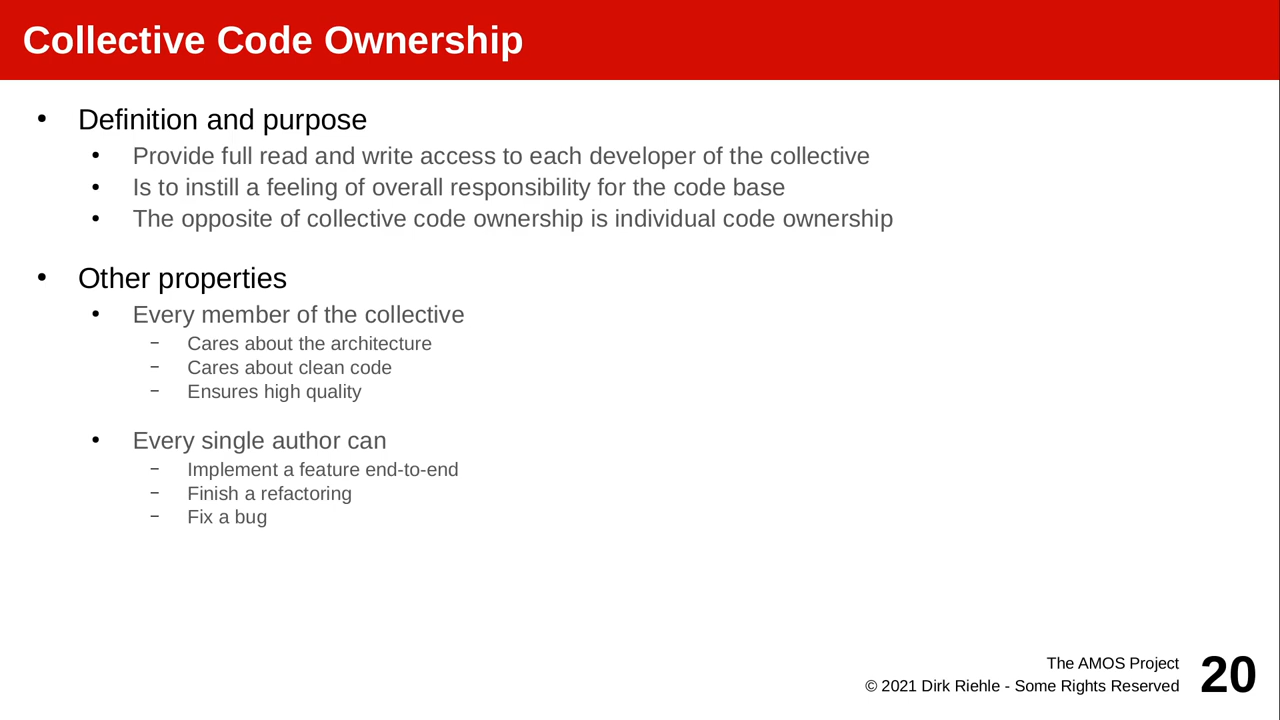 Collective Code Ownership
• Definition and purpose
• Provide full read and write access to each developer of the collective
• Is to instill a feeling of overall responsibility for the code base
• The opposite of collective code ownership is individual code ownership
• Other properties
• Every member of the collective
– Cares about the architecture
– Cares about clean code
– Ensures high quality
• Every single author can
– Implement a feature end-to-end
– Finish a refactoring
– Fix a bug
The AMOS Project
© 2021 Dirk Riehle - Some Rights Reserved
20